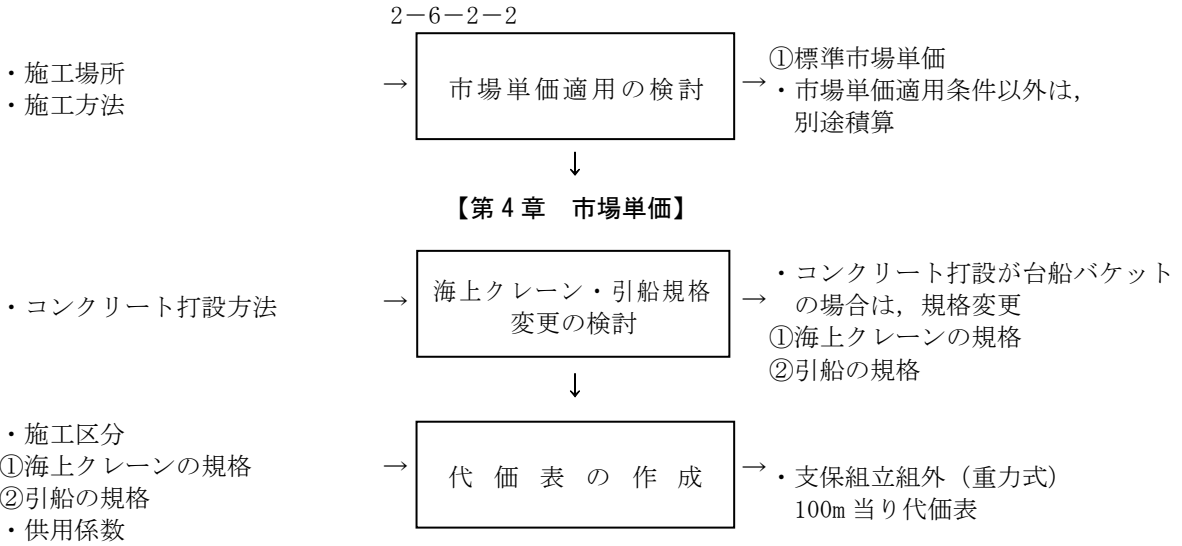 2-6-2-2
・施工場所
・施工方法
→
市場単価適用の検討
→
①標準市場単価
・市場単価適用条件以外は，
別途積算
↓
【第4章　市場単価】
・コンクリート打設方法
→
海上クレーン・引船規格
変更の検討
→
・コンクリート打設が台船バケット
の場合は，規格変更
①海上クレーンの規格
②引船の規格
↓
・施工区分
①海上クレーンの規格
②引船の規格
・供用係数
→
代価表の作成
→
・支保組立組外（重力式）
100m当り代価表